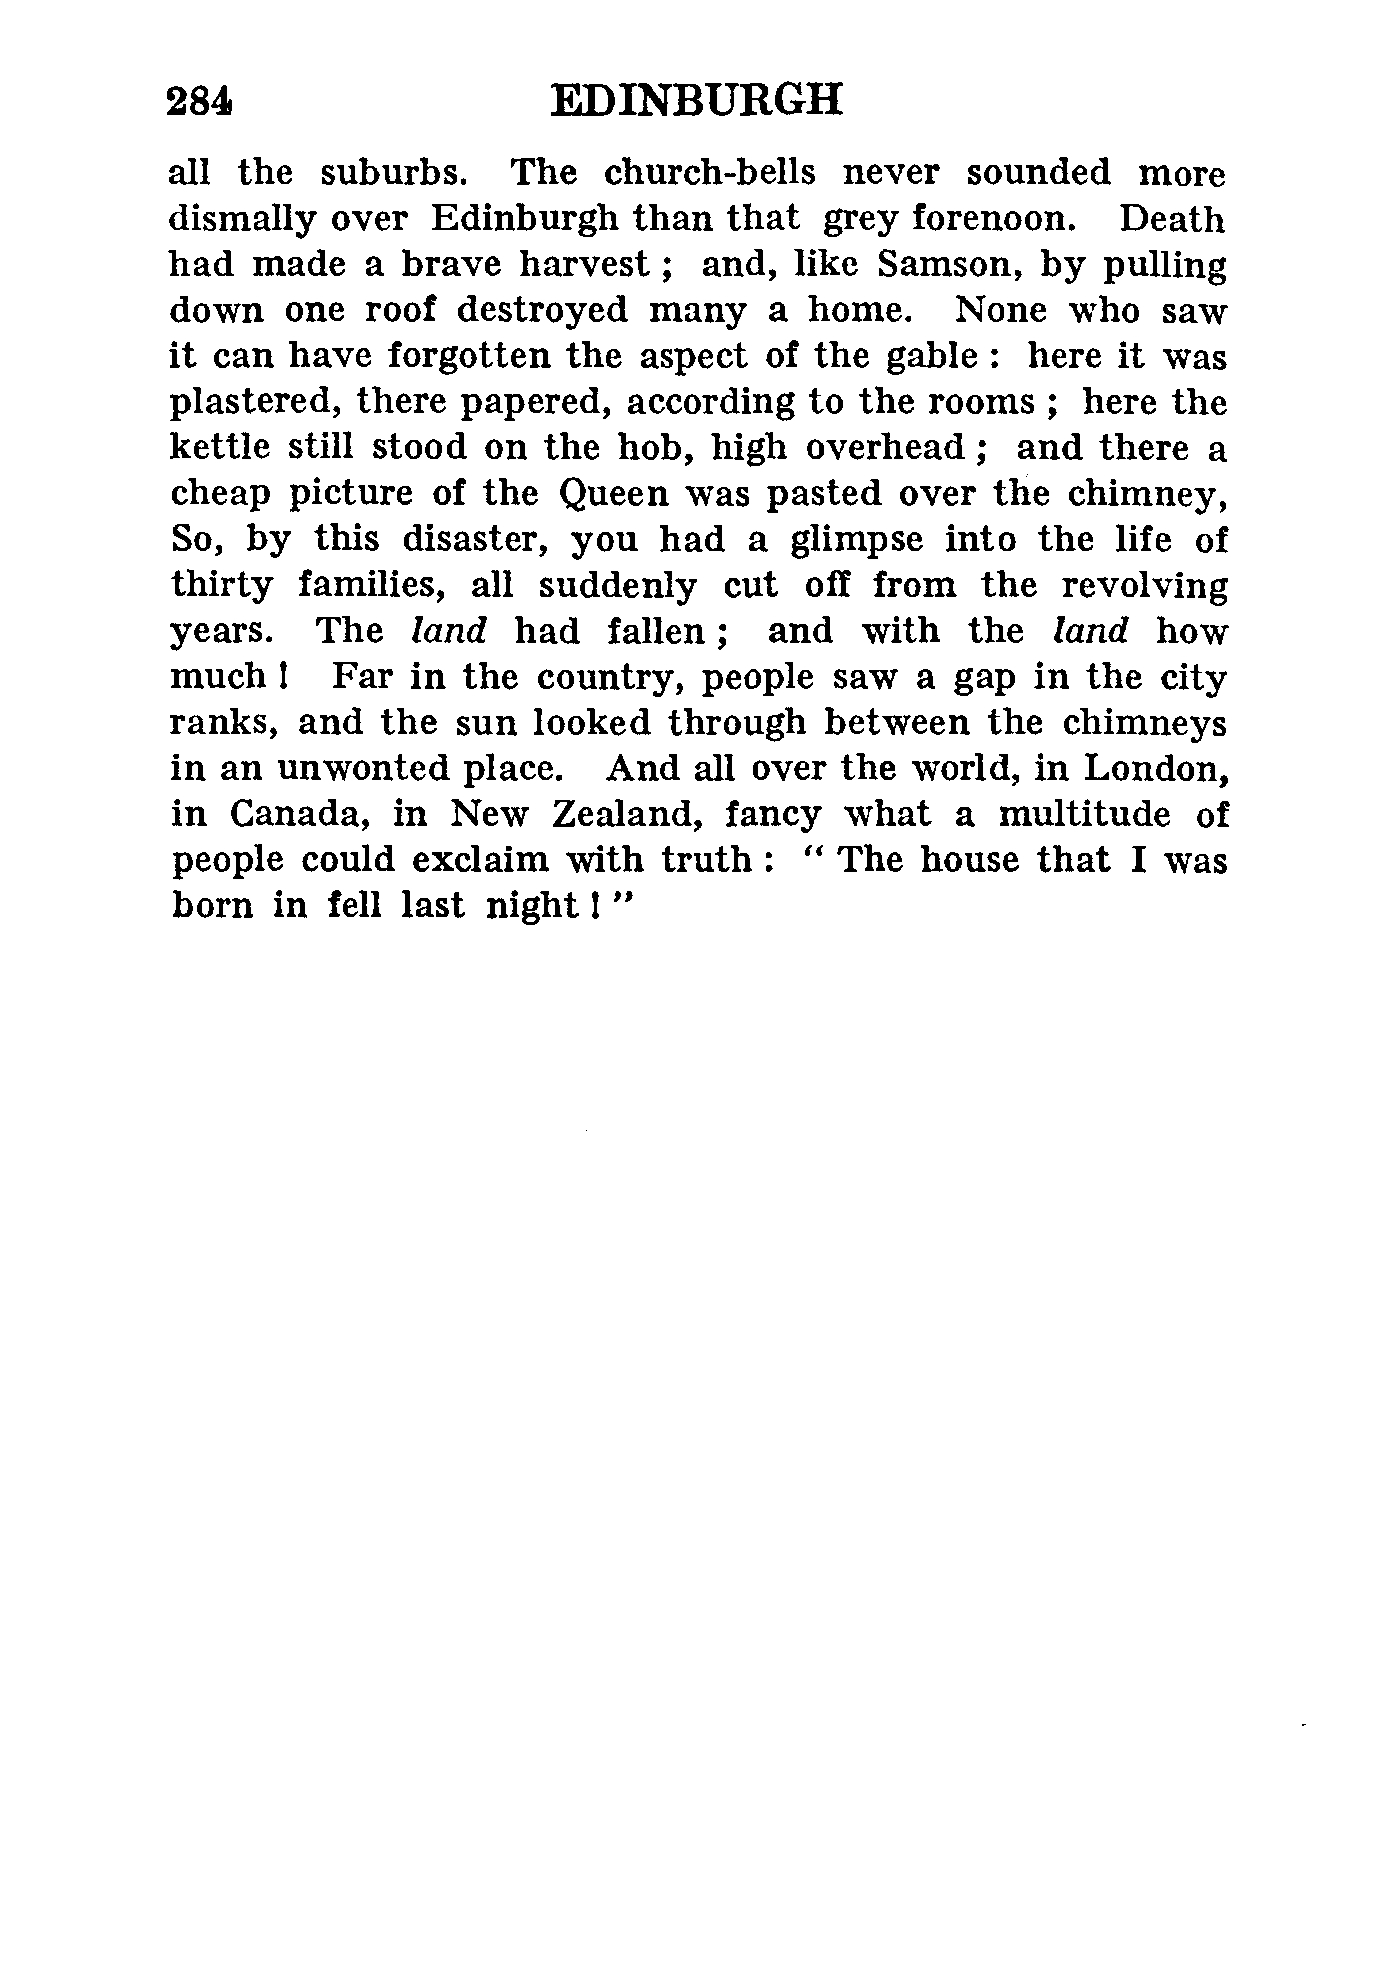 284 EDINBURGH
all the suburbs. The church-bells never sounded more
dismally over Edinburgh than that grey forenoon. Death
had made a brave harvest ; and, like Samson, by pulling
down one roof destroyed many a home. None who saw
it can have forgotten the aspect of the gable : here it was
plastered, there papered, according to the rooms ; here the
kettle still stood on the hob, high overhead ; and there a
cheap picture of the Queen was pasted over the chimney,
So, by this disaster, you had a glimpse into the life of
thirty families, all suddenly cut off from the revolving
years. The land had fallen ; and with the land how
much ! Far in the country, people saw a gap in the city
ranks, and the sun looked through between the chimneys
in an unwonted place. And all over the world, in London,
in Canada, in New Zealand, fancy what a multitude of
people could exclaim with truth : “ The house that I was
born in fell last night ! ”